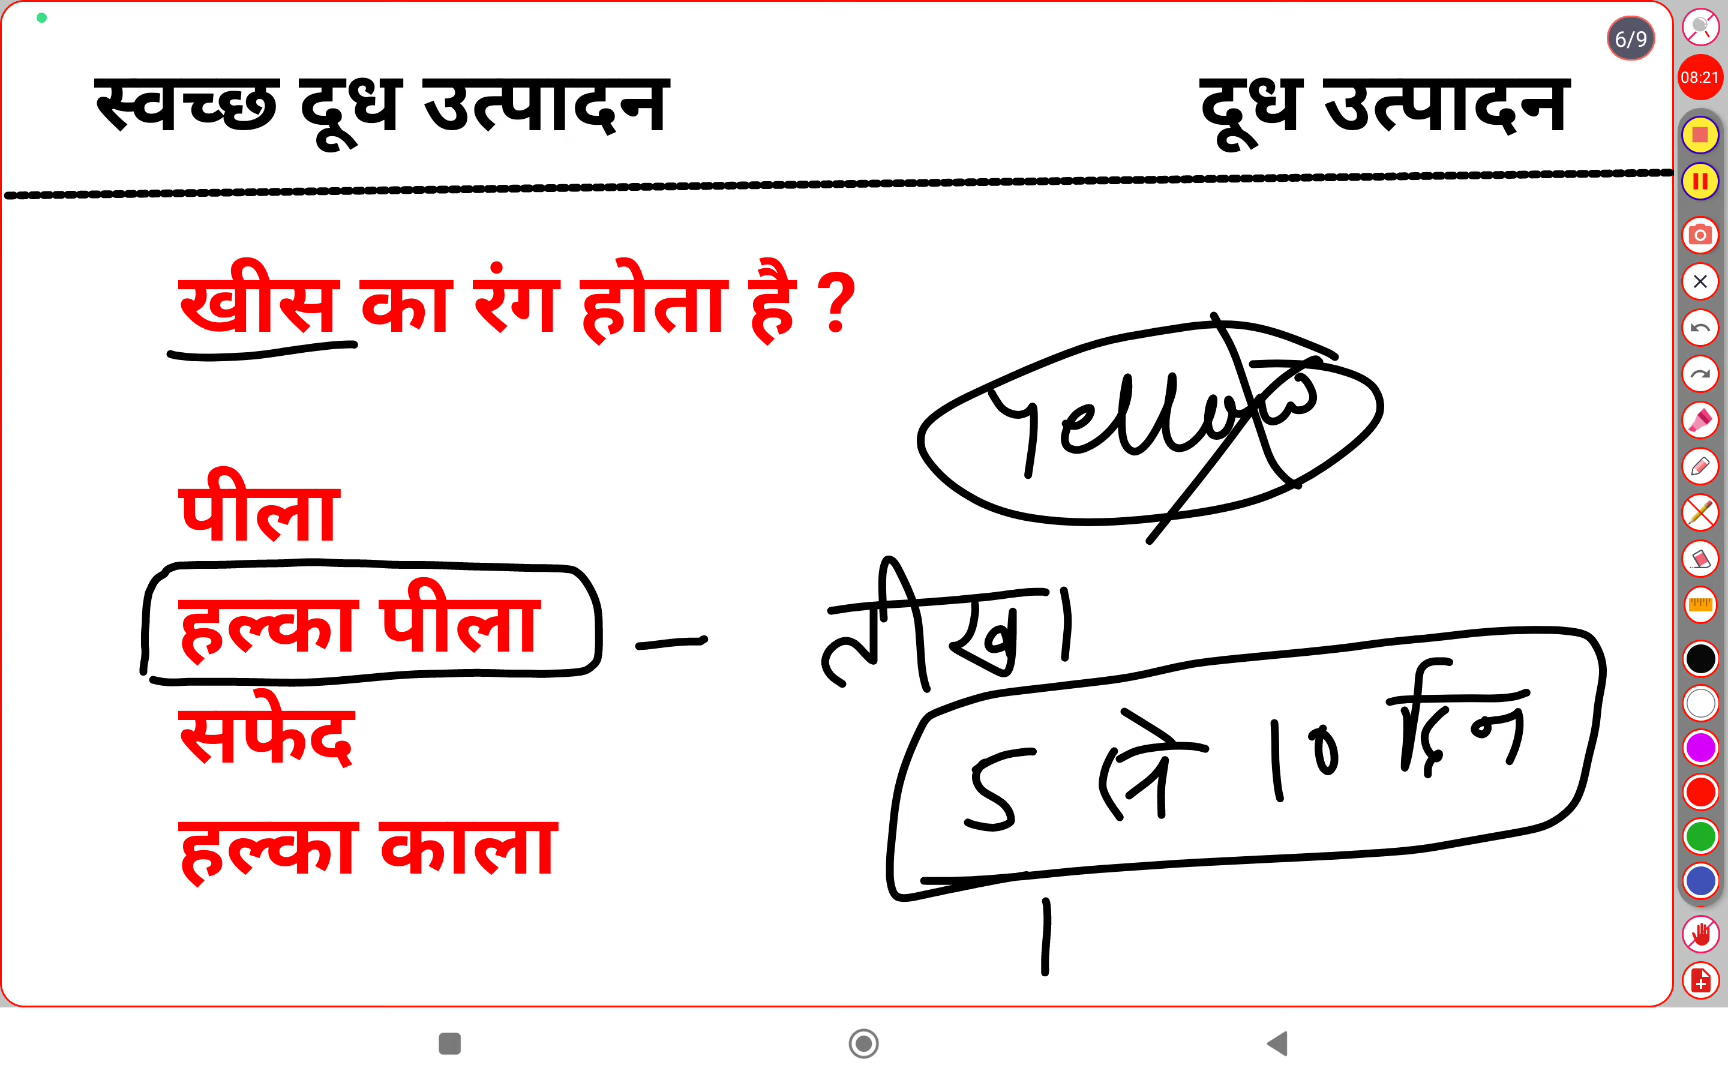 6/9
08:21
स्वच्छ दूध उत्पादन
दूध उत्पादन
खीस का रंग होता है ?
Yellow
पीला
हल्का पीला — तीखा
सफेद
5 से 10 दिन
हल्का काला